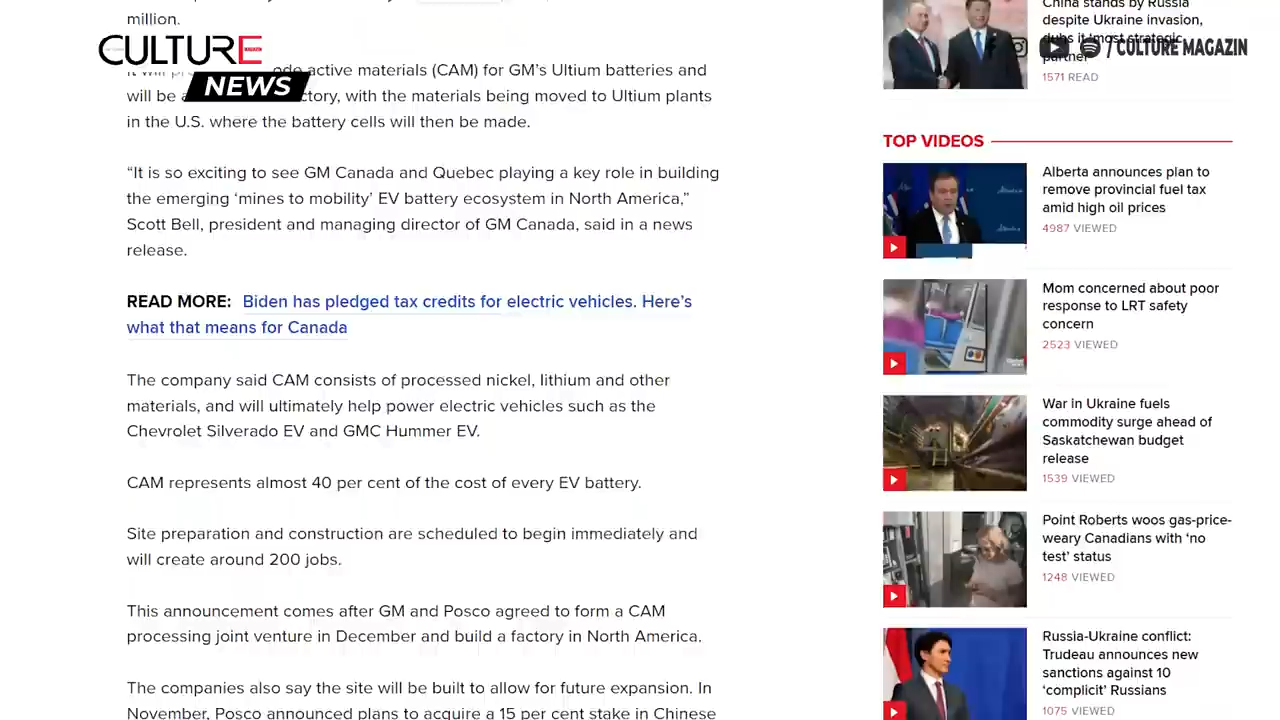 million.
CULTURE
NEWS
ode active materials (CAM) for GM’s Ultium batteries and
will be a ctory, with the materials being moved to Ultium plants
in the U.S. where the battery cells will then be made.
“It is so exciting to see GM Canada and Quebec playing a key role in building
the emerging ‘mines to mobility’ EV battery ecosystem in North America,”
Scott Bell, president and managing director of GM Canada, said in a news
release.
READ MORE: Biden has pledged tax credits for electric vehicles. Here’s
what that means for Canada
The company said CAM consists of processed nickel, lithium and other
materials, and will ultimately help power electric vehicles such as the
Chevrolet Silverado EV and GMC Hummer EV.
CAM represents almost 40 per cent of the cost of every EV battery.
Site preparation and construction are scheduled to begin immediately and
will create around 200 jobs.
This announcement comes after GM and Posco agreed to form a CAM
processing joint venture in December and build a factory in North America.
The companies also say the site will be built to allow for future expansion. In
November, Posco announced plans to acquire a 15 per cent stake in Chinese
China stands by Russia
despite Ukraine invasion,
dubs it ‘most strategic
partner’
/CULTURE MAGAZIN
1571 READ
TOP VIDEOS
Alberta announces plan to
remove provincial fuel tax
amid high oil prices
4987 VIEWED
Mom concerned about poor
response to LRT safety
concern
2523 VIEWED
War in Ukraine fuels
commodity surge ahead of
Saskatchewan budget
release
1539 VIEWED
Point Roberts woos gas-price-
weary Canadians with ‘no
test’ status
1248 VIEWED
Russia-Ukraine conflict:
Trudeau announces new
sanctions against 10
‘complicit’ Russians
1075 VIEWED